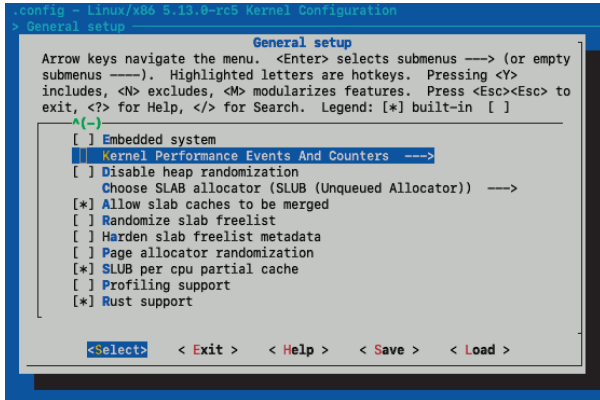 .config - Linux/x86 5.13.0-rc5 Kernel Configuration
> General setup
General setup
Arrow keys navigate the menu. <Enter> selects submenus ---> (or empty
submenus ----). Highlighted letters are hotkeys. Pressing <Y>
includes, <N> excludes, <M> modularizes features. Press <Esc><Esc> to
exit, <?> for Help, </> for Search. Legend: [*] built-in [ ]
^(-)
[ ] Embedded system
Kernel Performance Events And Counters --->
[ ] Disable heap randomization
Choose SLAB allocator (SLUB (Unqueued Allocator)) --->
[*] Allow slab caches to be merged
[ ] Randomize slab freelist
[ ] Harden slab freelist metadata
[ ] Page allocator randomization
[*] SLUB per cpu partial cache
[ ] Profiling support
[*] Rust support
<Select> < Exit > < Help > < Save > < Load >